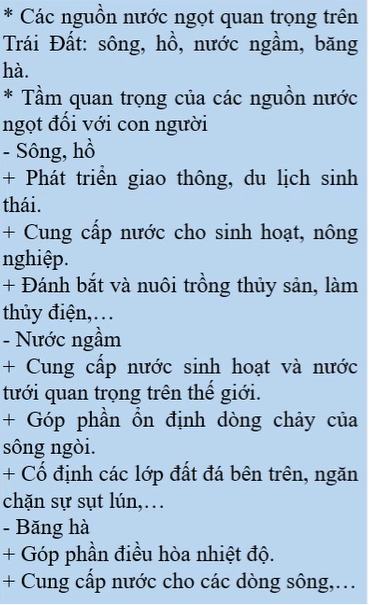 * Các nguồn nước ngọt quan trọng trên
Trái Đất: sông, hồ, nước ngầm, băng
hà.
* Tầm quan trọng của các nguồn nước
ngọt đối với con người
- Sông, hồ
+ Phát triển giao thông, du lịch sinh
thái.
+ Cung cấp nước cho sinh hoạt, nông
nghiệp.
+ Đánh bắt và nuôi trồng thủy sản, làm
thủy điện,…
- Nước ngầm
+ Cung cấp nước sinh hoạt và nước
tưới quan trọng trên thế giới.
+ Góp phần ổn định dòng chảy của
sông ngòi.
+ Cố định các lớp đất đá bên trên, ngăn
chặn sự sụt lún,…
- Băng hà
+ Góp phần điều hòa nhiệt độ.
+ Cung cấp nước cho các dòng sông,…